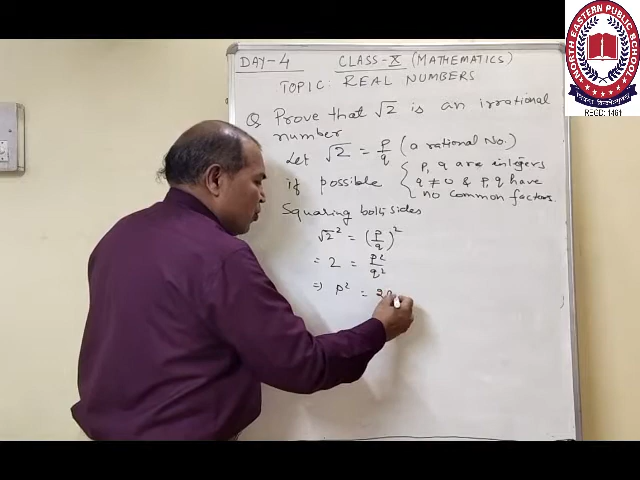 DAY-4 CLASS-X (MATHEMATICS)
TOPIC: REAL NUMBERS
Q Prove that √2 is an irrational
number
Let √2 = p/q (a rational No.)
if possible { p, q are integers
q ≠ 0 & p, q have
no common factors.
Squaring both sides
√2² = (p/q)²
= 2 = p²/q²
⇒ p² = 2
NORTH EASTERN PUBLIC SCHOOL
REGD: 1461